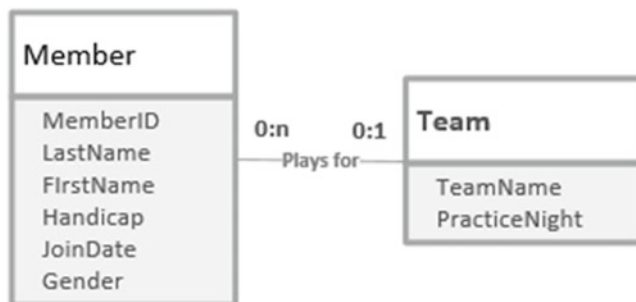 Member
MemberID
LastName
FIrstName
Handicap
JoinDate
Gender
0:n
0:1
Plays for
Team
TeamName
PracticeNight